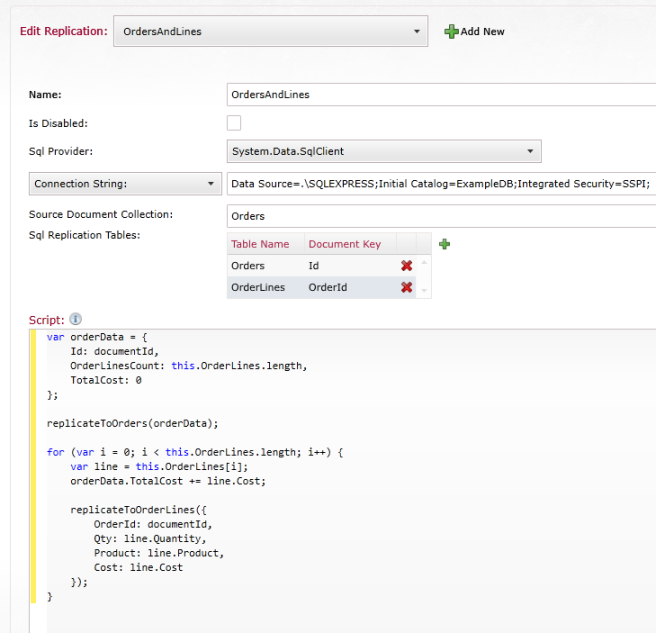 Edit Replication: OrdersAndLines Add New
Name: OrdersAndLines
Is Disabled:
Sql Provider: System.Data.SqlClient
Connection String: Data Source=.\SQLEXPRESS;Initial Catalog=ExampleDB;Integrated Security=SSPI;
Source Document Collection: Orders
Sql Replication Tables:
Table Name Document Key
Orders Id
OrderLines OrderId
Script:
var orderData = {
    Id: documentId,
    OrderLinesCount: this.OrderLines.length,
    TotalCost: 0
};
replicateToOrders(orderData);
for (var i = 0; i < this.OrderLines.length; i++) {
    var line = this.OrderLines[i];
    orderData.TotalCost += line.Cost;
    replicateToOrderLines({
        OrderId: documentId,
        Qty: line.Quantity,
        Product: line.Product,
        Cost: line.Cost
    });
}